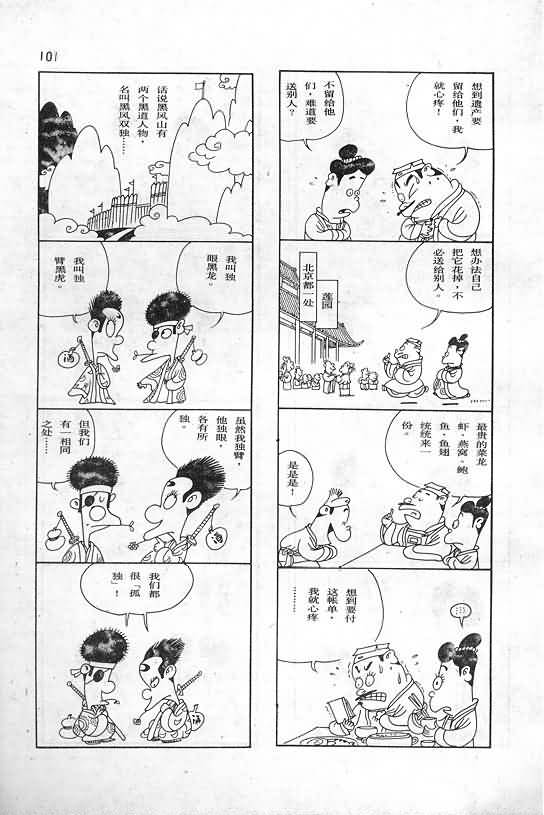 101
想到遗产要
留给他们，我
就心疼！
不留给他
们，难道要
送别人？
想办法自己
把它花掉，不
必送给别人。
莲园
北京都一处
最贵的菜龙
虾·燕窝·鲍
鱼·鱼翅
统统来一
份。
是是是！
想到要付
这帐单，
我就心疼
………
话说黑风山有
两个黑道人物，
名叫黑风双独……
我叫独
眼黑龙。
我叫独
臂黑虎。
酒
虽然我独臂，
他独眼，
各有所
独。
但我们
有一相同
之处……
酒
我们都
很「孤
独」！
酒